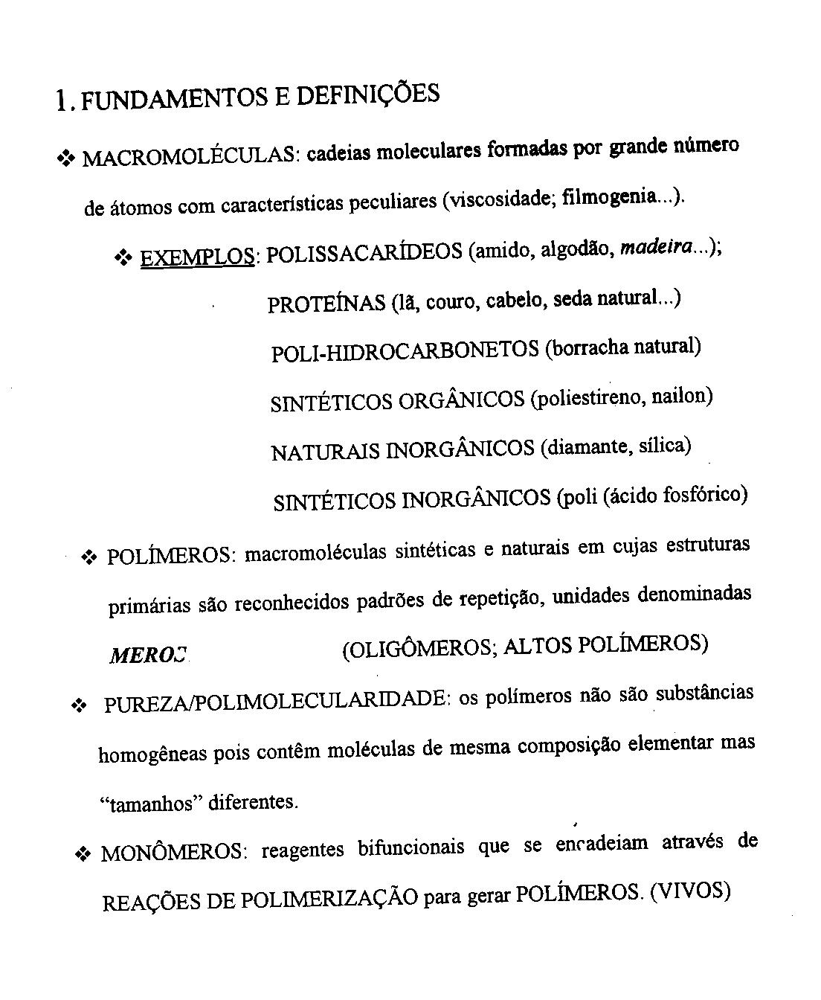 1. FUNDAMENTOS E DEFINIÇÕES
❖ MACROMOLÉCULAS: cadeias moleculares formadas por grande número
de átomos com características peculiares (viscosidade; filmogenia...).
❖ EXEMPLOS: POLISSACARÍDEOS (amido, algodão, madeira...);
PROTEÍNAS (lã, couro, cabelo, seda natural...)
POLI-HIDROCARBONETOS (borracha natural)
SINTÉTICOS ORGÂNICOS (poliestireno, nailon)
NATURAIS INORGÂNICOS (diamante, sílica)
SINTÉTICOS INORGÂNICOS (poli (ácido fosfórico)
❖ POLÍMEROS: macromoléculas sintéticas e naturais em cujas estruturas
primárias são reconhecidos padrões de repetição, unidades denominadas
MEROS (OLIGÔMEROS; ALTOS POLÍMEROS)
❖ PUREZA/POLIMOLECULARIDADE: os polímeros não são substâncias
homogêneas pois contêm moléculas de mesma composição elementar mas
“tamanhos” diferentes.
❖ MONÔMEROS: reagentes bifuncionais que se encadeiam através de
REAÇÕES DE POLIMERIZAÇÃO para gerar POLÍMEROS. (VIVOS)